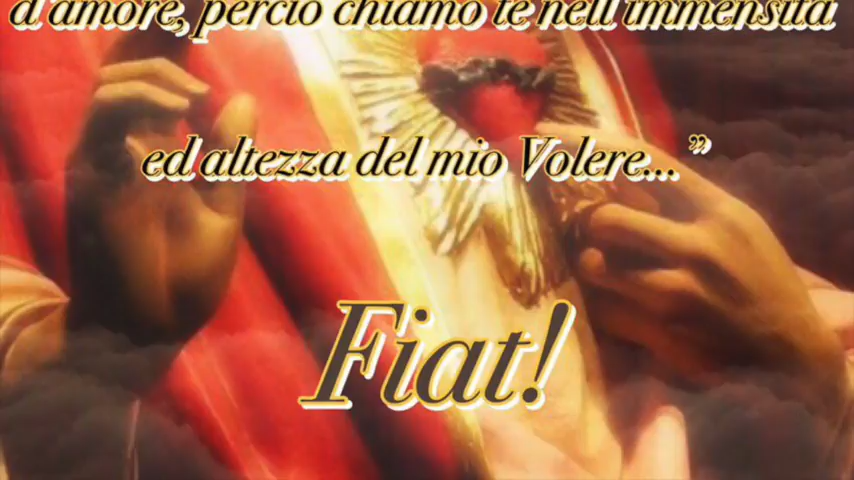 d'amore, perciò chiamo te nell'immensità
ed altezza del mio Volere..."
Fiat!